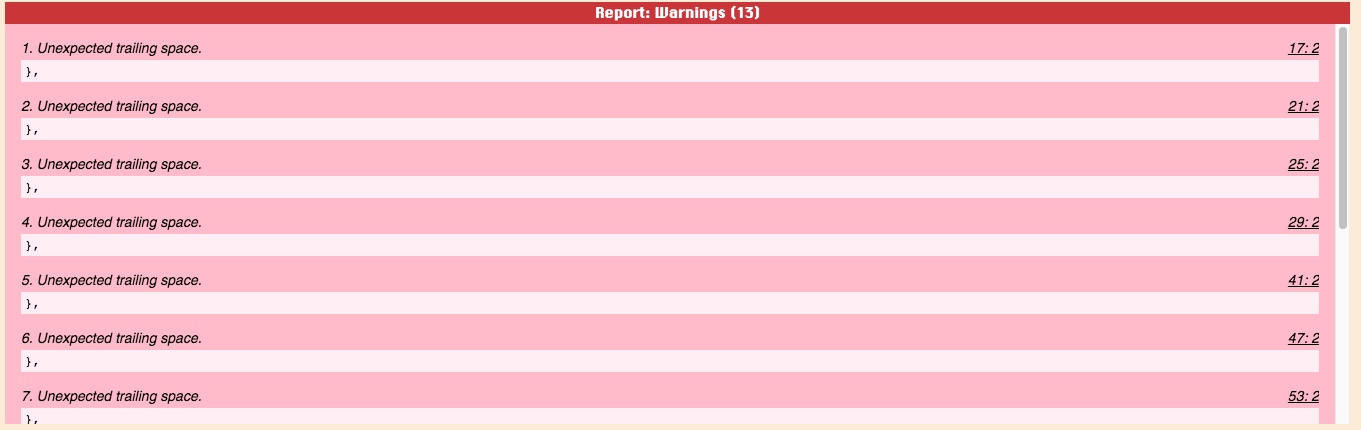 Report: Warnings (13)
1. Unexpected trailing space. 17: 2
},
2. Unexpected trailing space. 21: 2
},
3. Unexpected trailing space. 25: 2
},
4. Unexpected trailing space. 29: 2
},
5. Unexpected trailing space. 41: 2
},
6. Unexpected trailing space. 47: 2
},
7. Unexpected trailing space. 53: 2
},